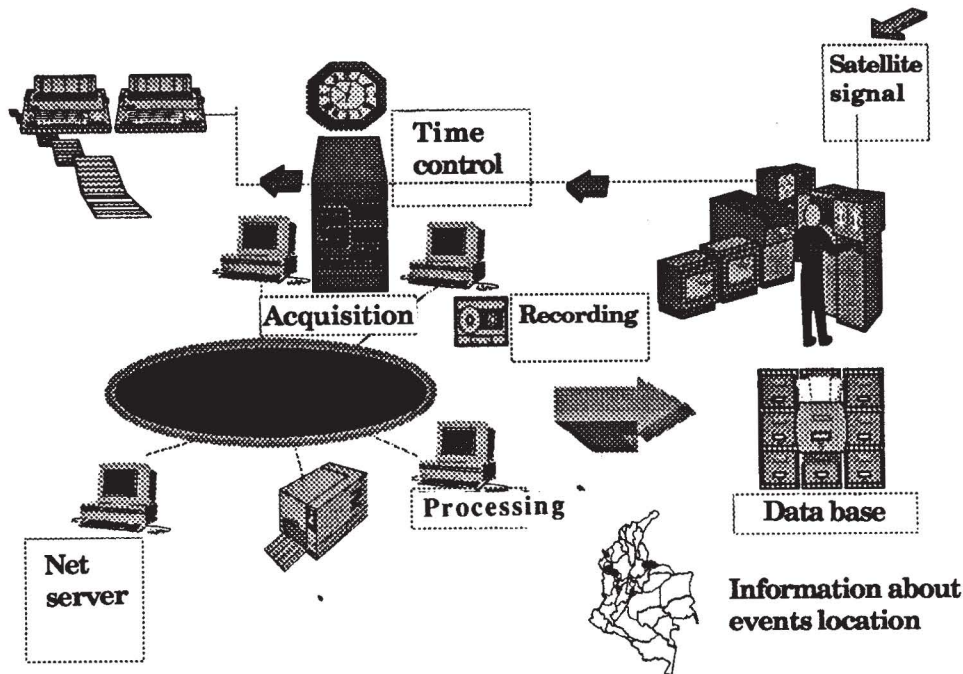 Satellite
signal
Time
control
Acquisition
Recording
Processing
Data base
Net
server
Information about
events location